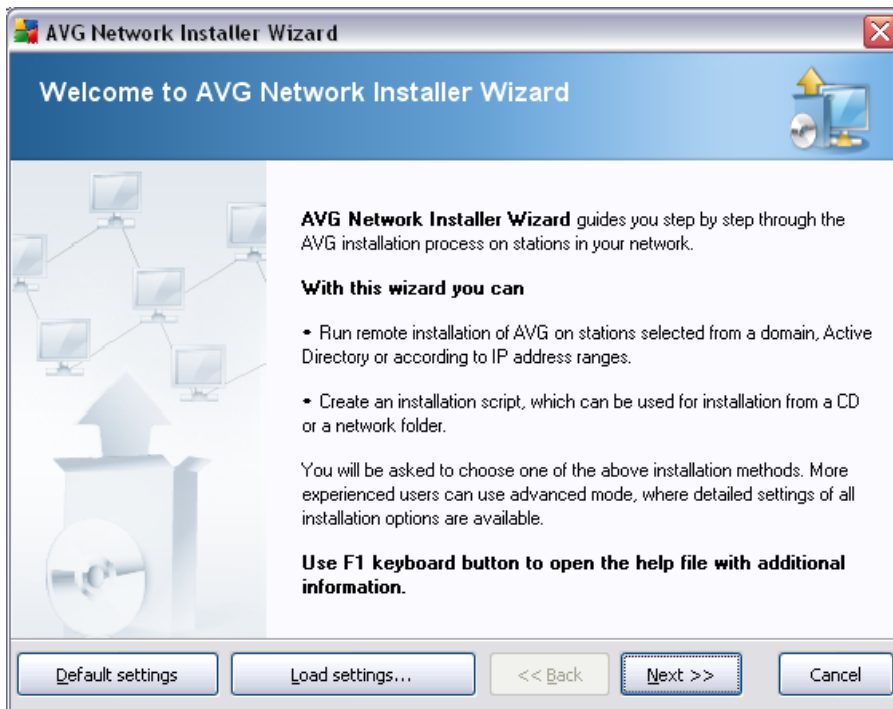 AVG Network Installer Wizard
Welcome to AVG Network Installer Wizard
AVG Network Installer Wizard guides you step by step through the
AVG installation process on stations in your network.
With this wizard you can
• Run remote installation of AVG on stations selected from a domain, Active
Directory or according to IP address ranges.
• Create an installation script, which can be used for installation from a CD
or a network folder.
You will be asked to choose one of the above installation methods. More
experienced users can use advanced mode, where detailed settings of all
installation options are available.
Use F1 keyboard button to open the help file with additional
information.
Default settings
Load settings...
<< Back
Next >>
Cancel